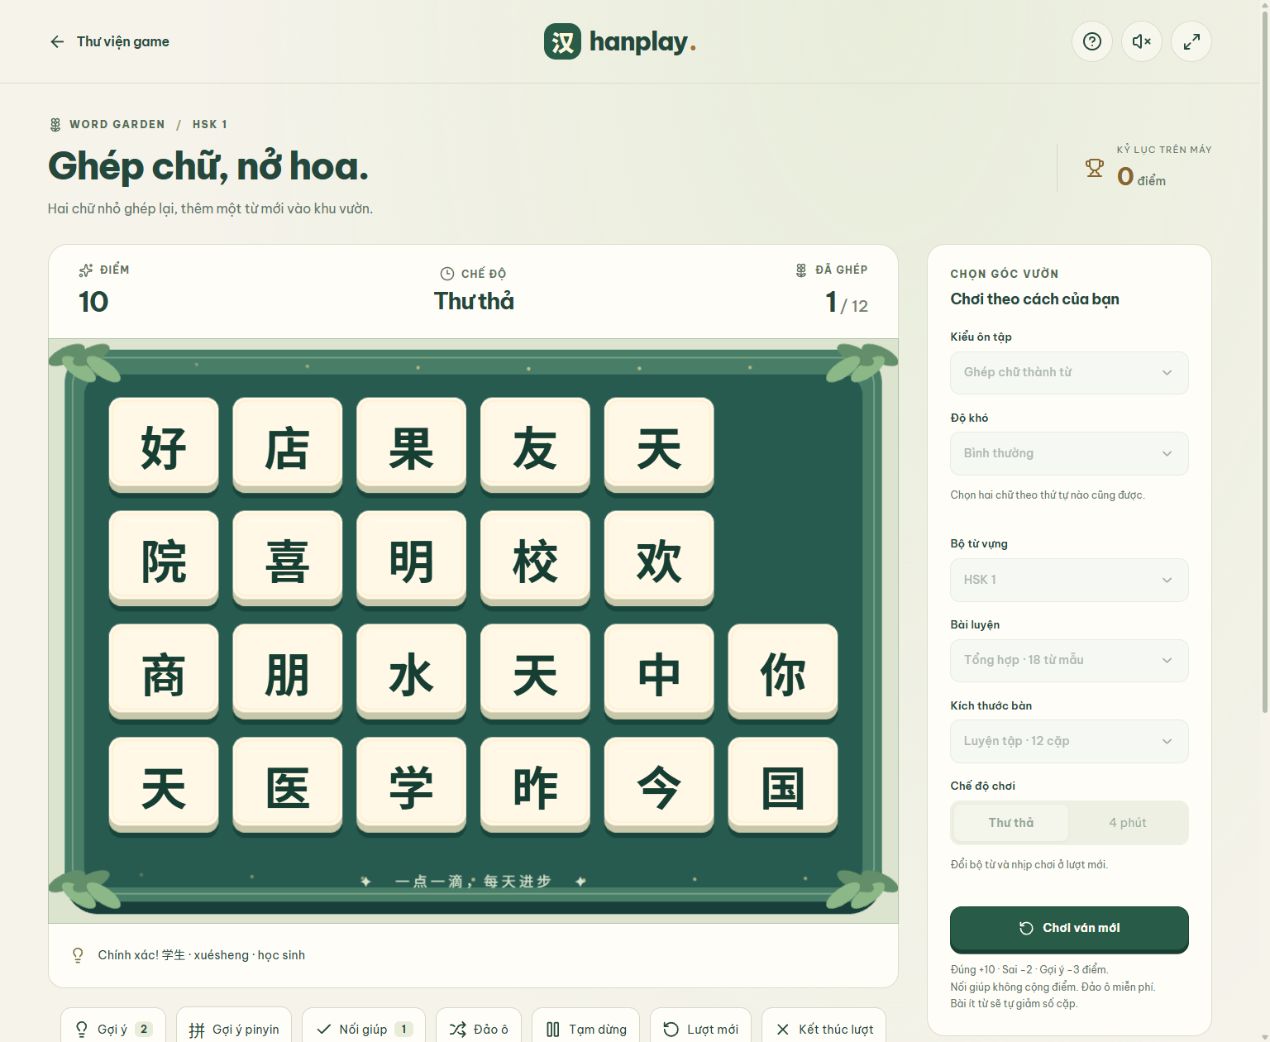 Thư viện game
汉 hanplay.
WORD GARDEN / HSK 1
Ghép chữ, nở hoa.
Hai chữ nhỏ ghép lại, thêm một từ mới vào khu vườn.
KỶ LỤC TRÊN MÁY
0 điểm
ĐIỂM
10
CHẾ ĐỘ
Thư thả
ĐÃ GHÉP
1 / 12
好 店 果 友 天
院 喜 明 校 欢
商 朋 水 天 中 你
天 医 学 昨 今 国
一点一滴，每天进步
Chính xác! 学生 · xuésheng · học sinh
Gợi ý 2
拼 Gợi ý pinyin
Nối giúp 1
Đảo ô
Tạm dừng
Lượt mới
Kết thúc lượt
CHỌN GÓC VƯỜN
Chơi theo cách của bạn
Kiểu ôn tập
Ghép chữ thành từ
Độ khó
Bình thường
Chọn hai chữ theo thứ tự nào cũng được.
Bộ từ vựng
HSK 1
Bài luyện
Tổng hợp · 18 từ mẫu
Kích thước bàn
Luyện tập · 12 cặp
Chế độ chơi
Thư thả
4 phút
Đổi bộ từ và nhịp chơi ở lượt mới.
Chơi ván mới
Đúng +10 · Sai −2 · Gợi ý −3 điểm.
Nối giúp không cộng điểm. Đảo ô miễn phí.
Bài ít từ sẽ tự giảm số cặp.